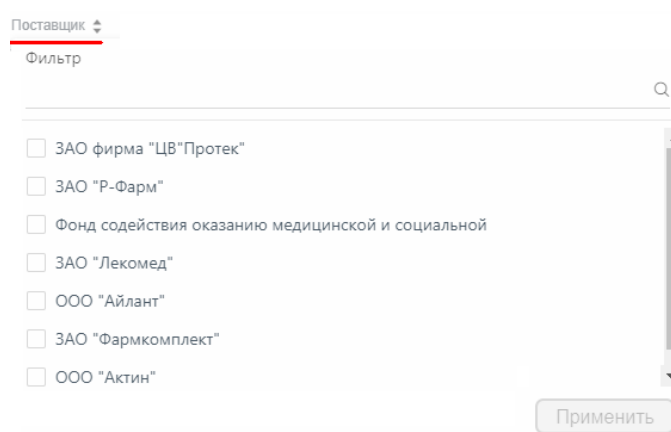 Поставщик
Фильтр
ЗАО фирма "ЦВ"Протек"
ЗАО "Р-Фарм"
Фонд содействия оказанию медицинской и социальной
ЗАО "Лекомед"
ООО "Айлант"
ЗАО "Фармкомплект"
ООО "Актин"
Применить